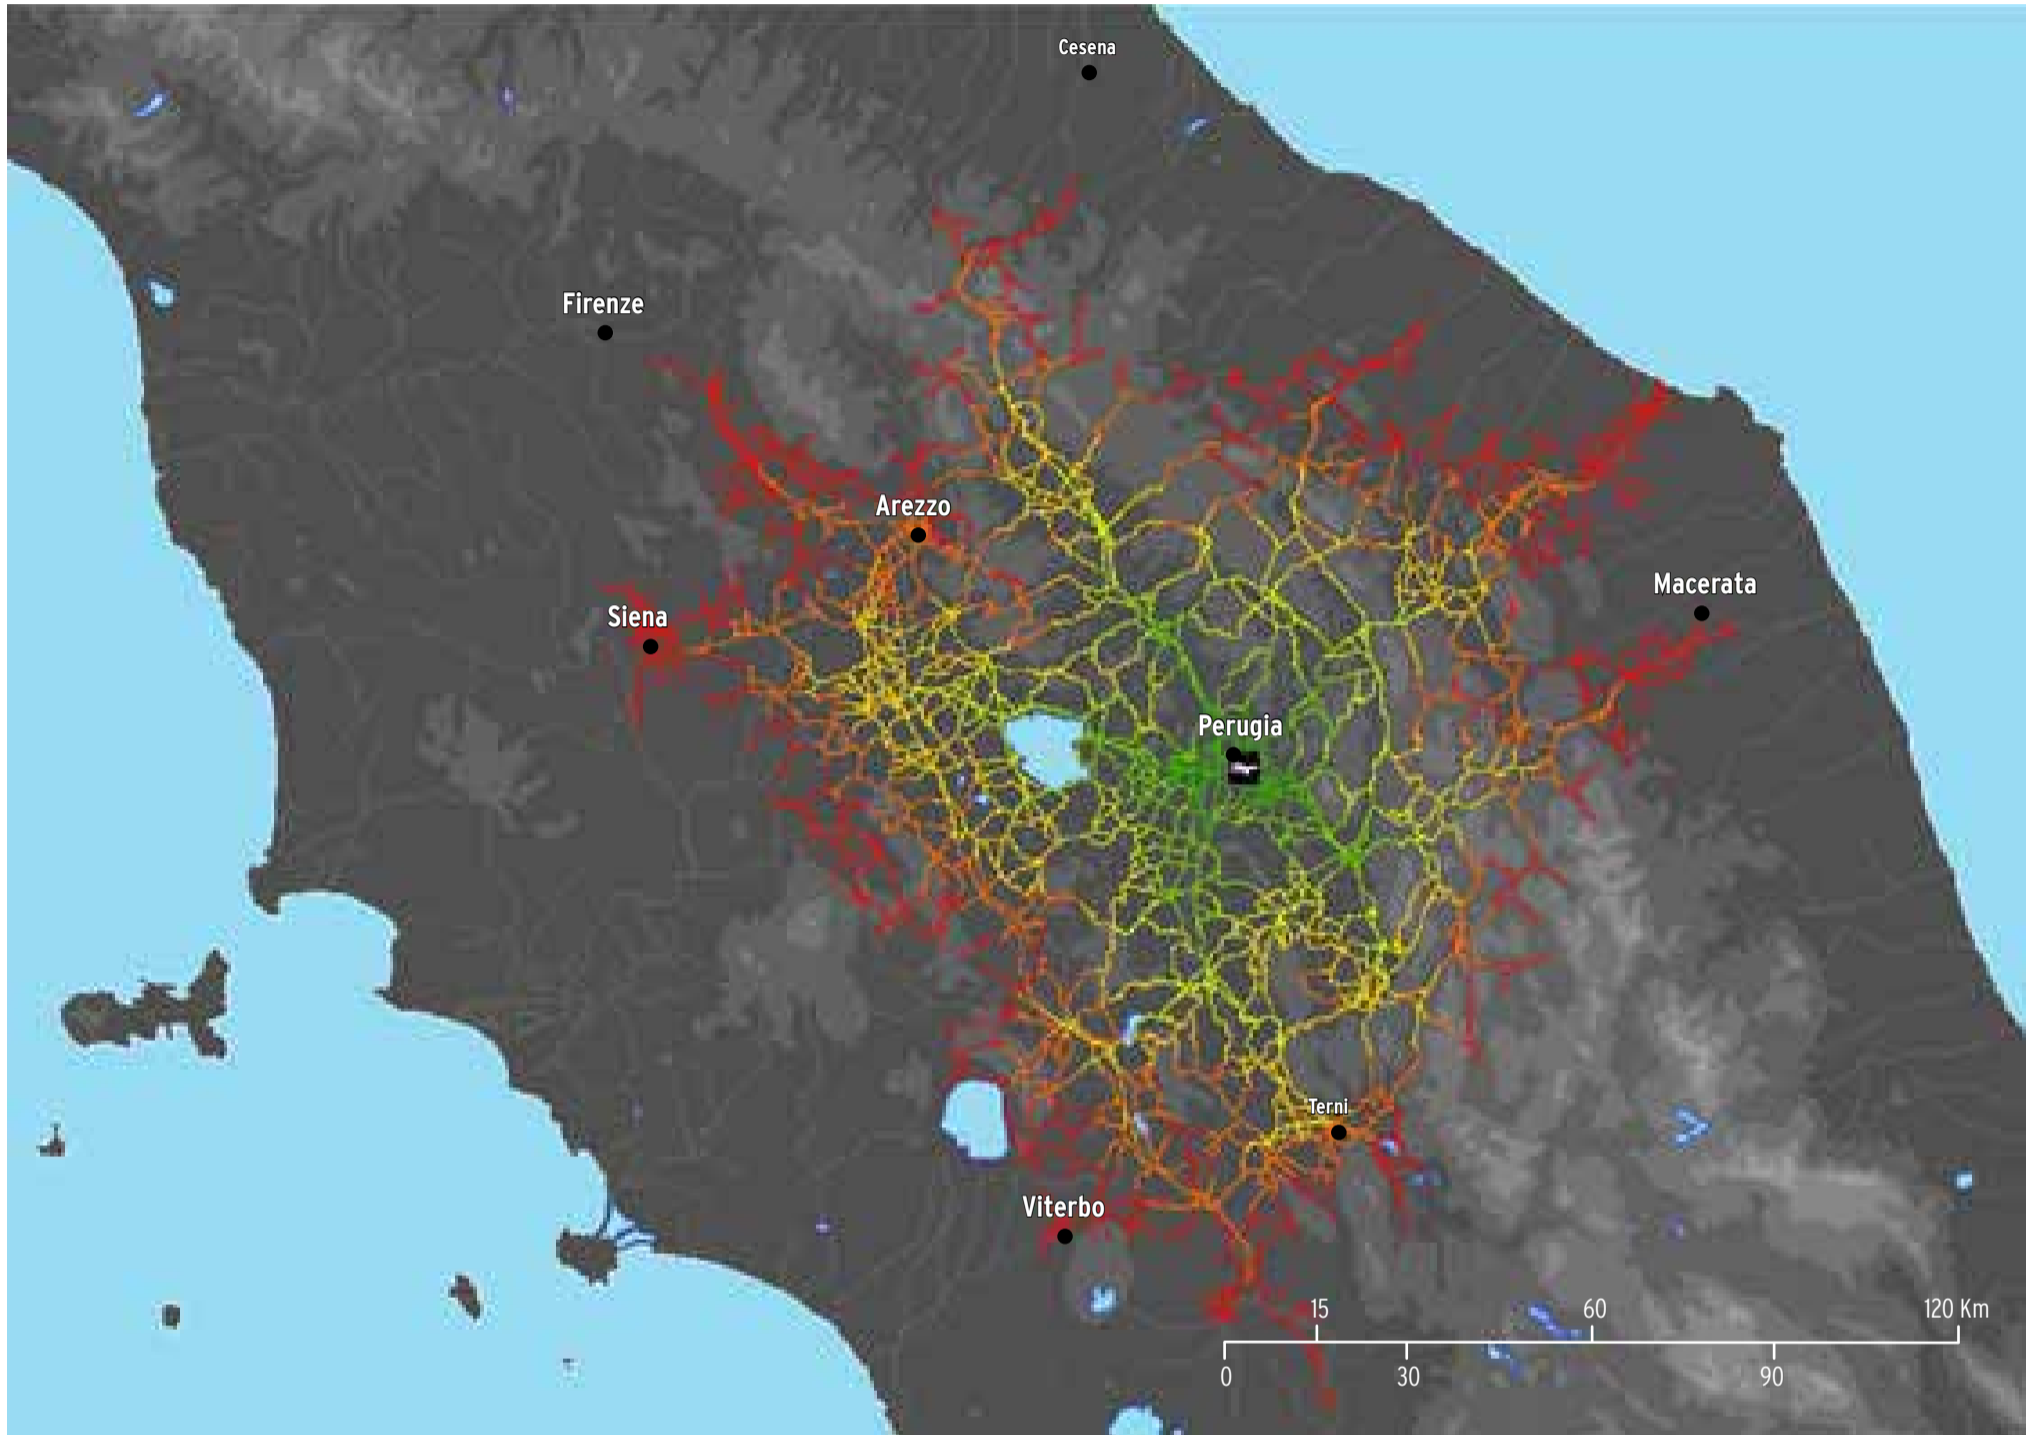 Cesena
Firenze
Arezzo
Macerata
Siena
Perugia
Terni
Viterbo
15 60 120 Km
0 30 90